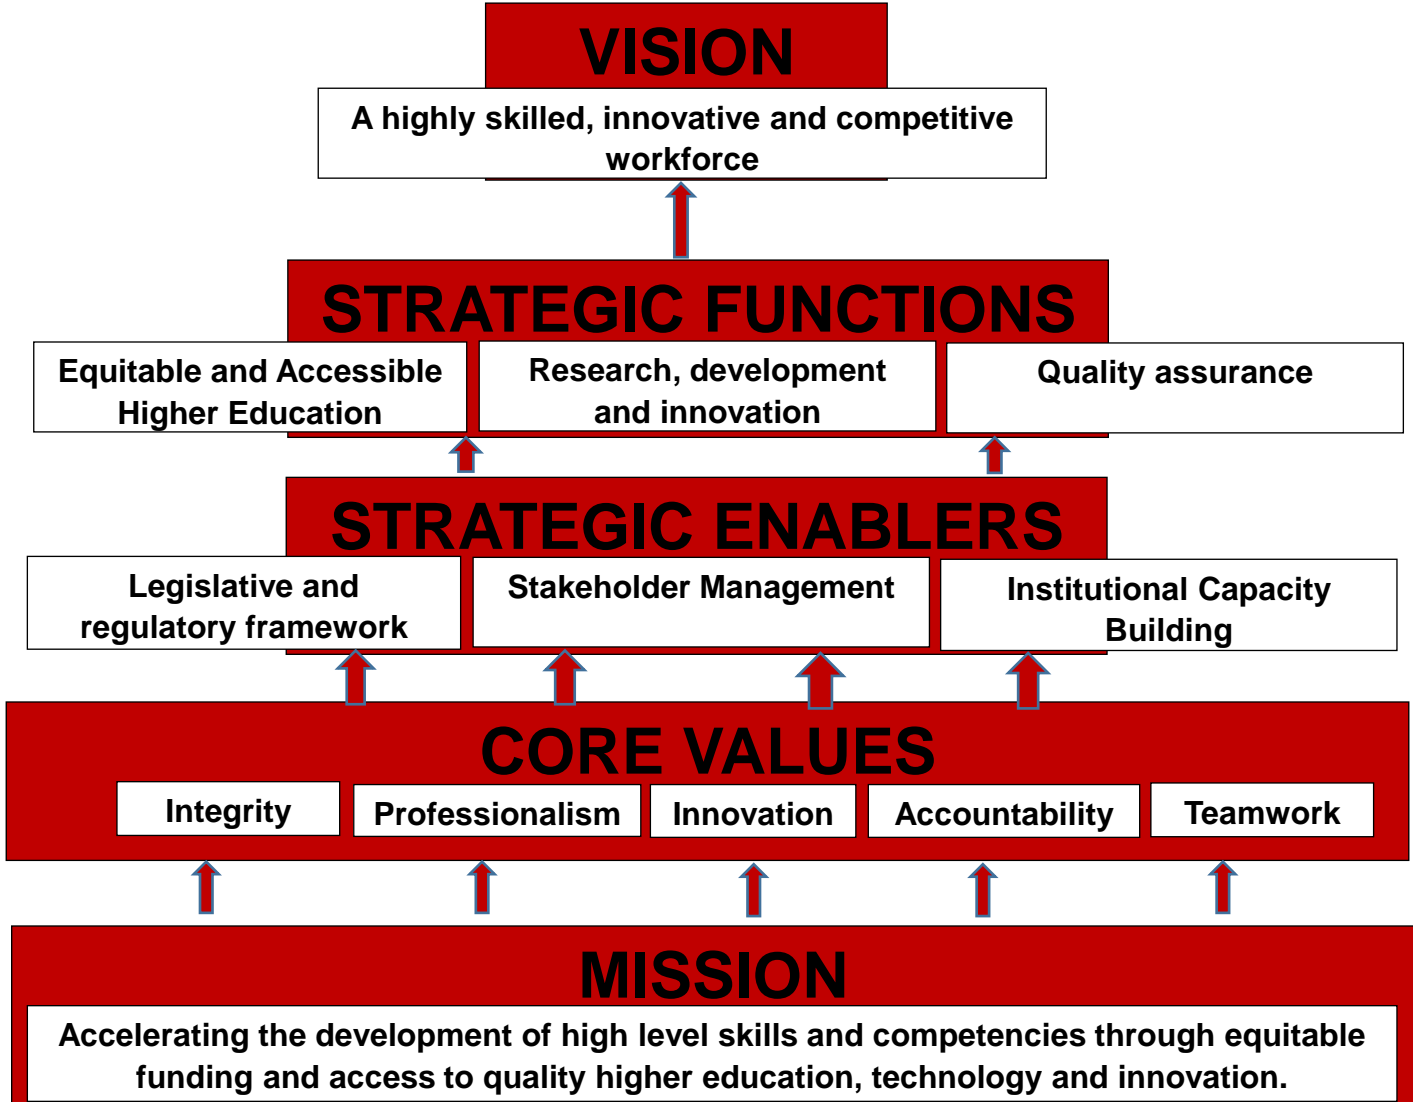 VISION
A highly skilled, innovative and competitive
workforce
STRATEGIC FUNCTIONS
Equitable and Accessible
Higher Education
Research, development
and innovation
Quality assurance
STRATEGIC ENABLERS
Legislative and
regulatory framework
Stakeholder Management
Institutional Capacity
Building
CORE VALUES
Integrity
Professionalism
Innovation
Accountability
Teamwork
MISSION
Accelerating the development of high level skills and competencies through equitable
funding and access to quality higher education, technology and innovation.